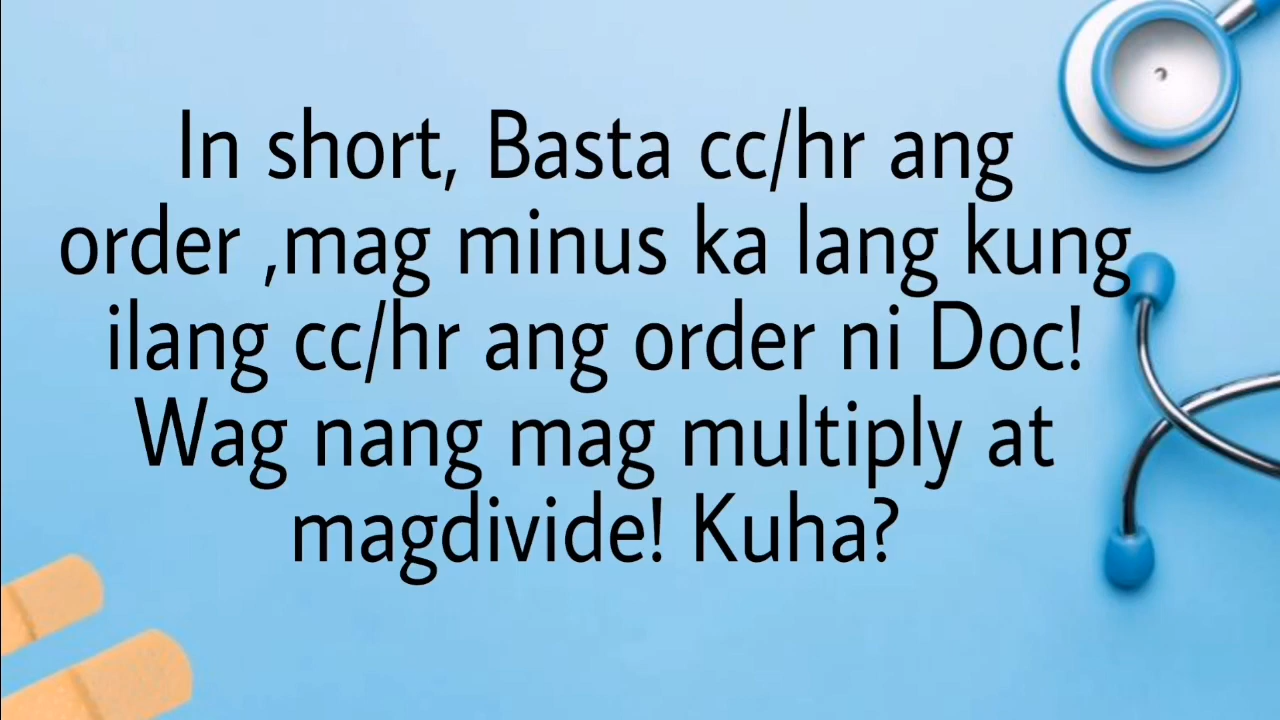 In short, Basta cc/hr ang
order ,mag minus ka lang kung
ilang cc/hr ang order ni Doc!
Wag nang mag multiply at
magdivide! Kuha?